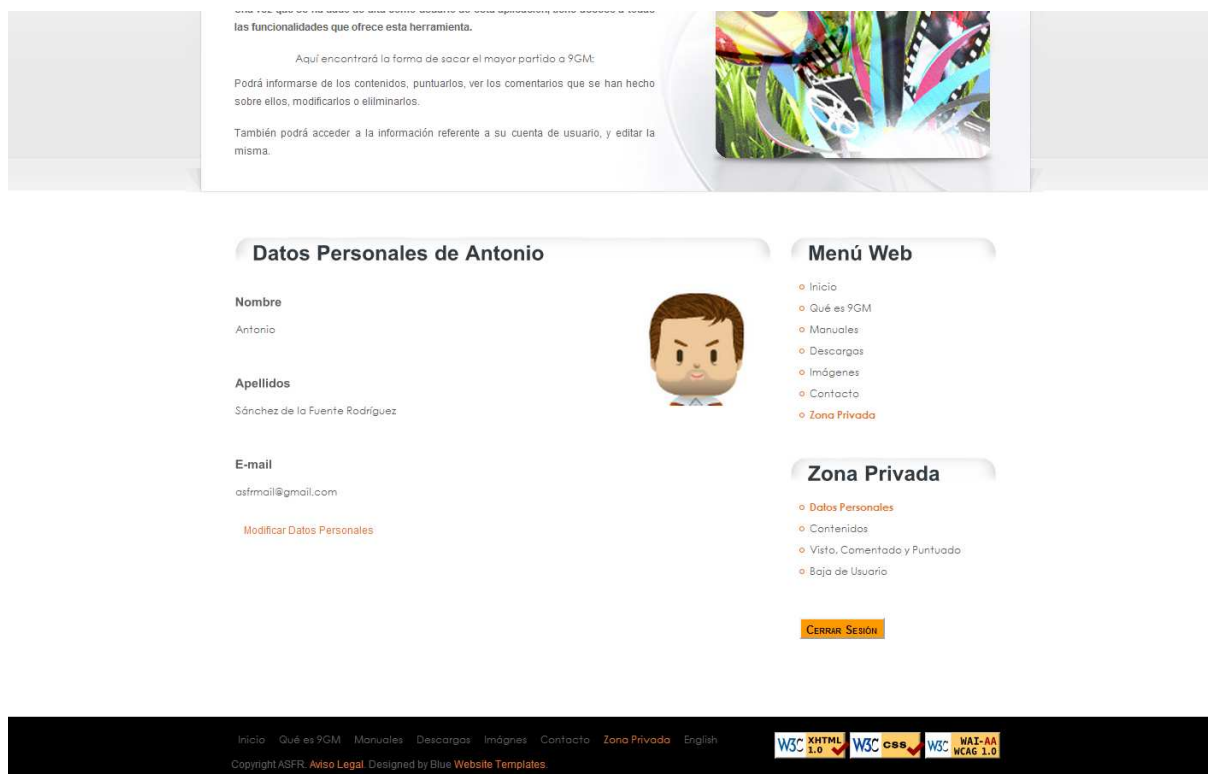 las funcionalidades que ofrece esta herramienta.
Aquí encontrará la forma de sacar el mayor partido a 9GM:
Podrá informarse de los contenidos, puntuarlos, ver los comentarios que se han hecho
sobre ellos, modificarlos o elilminarlos.
También podrá acceder a la información referente a su cuenta de usuario, y editar la
misma.
Datos Personales de Antonio
Nombre
Antonio
Apellidos
Sánchez de la Fuente Rodríguez
E-mail
asfrmail@gmail.com
Modificar Datos Personales
Menú Web
Inicio
Qué es 9GM
Manuales
Descargas
Imágenes
Contacto
Zona Privada
Zona Privada
Datos Personales
Contenidos
Visto, Comentado y Puntuado
Baja de Usuario
Cerrar Sesión
Inicio Qué es 9GM Manuales Descargas Imágnes Contacto Zona Privada English
Copyright ASFR. Aviso Legal. Designed by Blue Website Templates.
W3C XHTML 1.0
W3C css
W3C WAI-AA WCAG 1.0